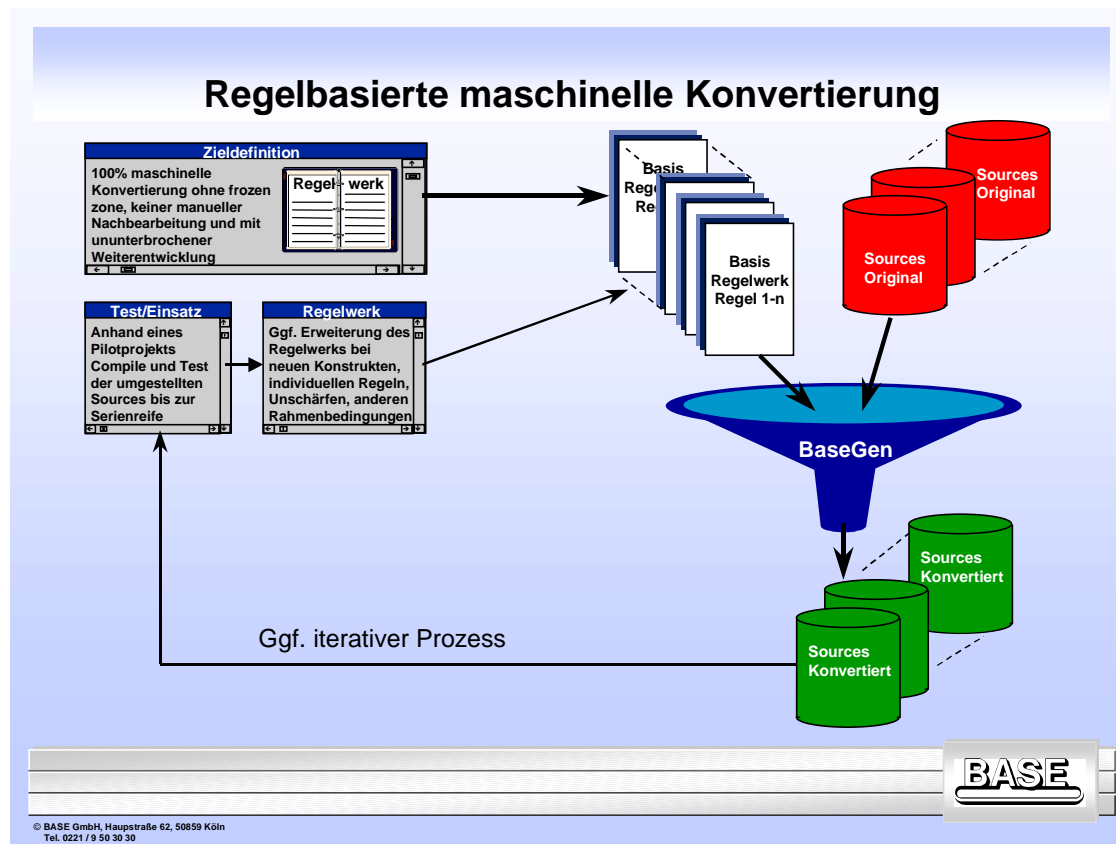 Regelbasierte maschinelle Konvertierung
Zieldefinition
100% maschinelle
Konvertierung ohne frozen
zone, keiner manueller
Nachbearbeitung und mit
ununterbrochener
Weiterentwicklung
Regel - werk
Test/Einsatz
Anhand eines
Pilotprojekts
Compile und Test
der umgestellten
Sources bis zur
Serienreife
Regelwerk
Ggf. Erweiterung des
Regelwerks bei
neuen Konstrukten,
individuellen Regeln,
Unschärfen, anderen
Rahmenbedingungen
Basis
Basis
Regelwerk
Regel 1-n
Sources
Original
Sources
Original
BaseGen
Sources
Konvertiert
Sources
Konvertiert
Ggf. iterativer Prozess
BASE
© BASE GmbH, Haupstraße 62, 50859 Köln
Tel. 0221 / 9 50 30 30